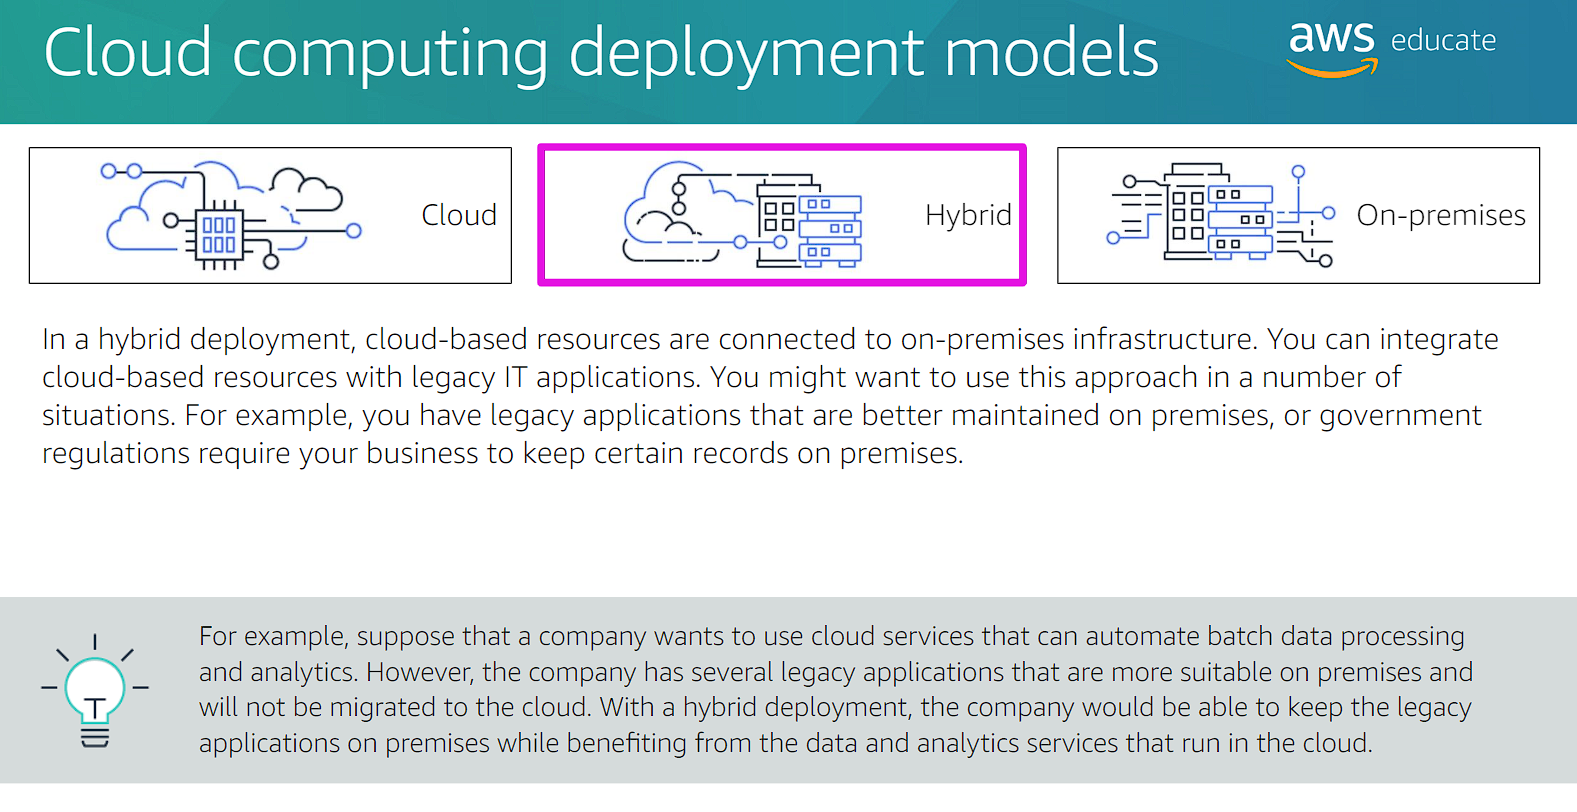 Cloud computing deployment models
aws educate
Cloud
Hybrid
On-premises
In a hybrid deployment, cloud-based resources are connected to on-premises infrastructure. You can integrate
cloud-based resources with legacy IT applications. You might want to use this approach in a number of
situations. For example, you have legacy applications that are better maintained on premises, or government
regulations require your business to keep certain records on premises.
For example, suppose that a company wants to use cloud services that can automate batch data processing
and analytics. However, the company has several legacy applications that are more suitable on premises and
will not be migrated to the cloud. With a hybrid deployment, the company would be able to keep the legacy
applications on premises while benefiting from the data and analytics services that run in the cloud.